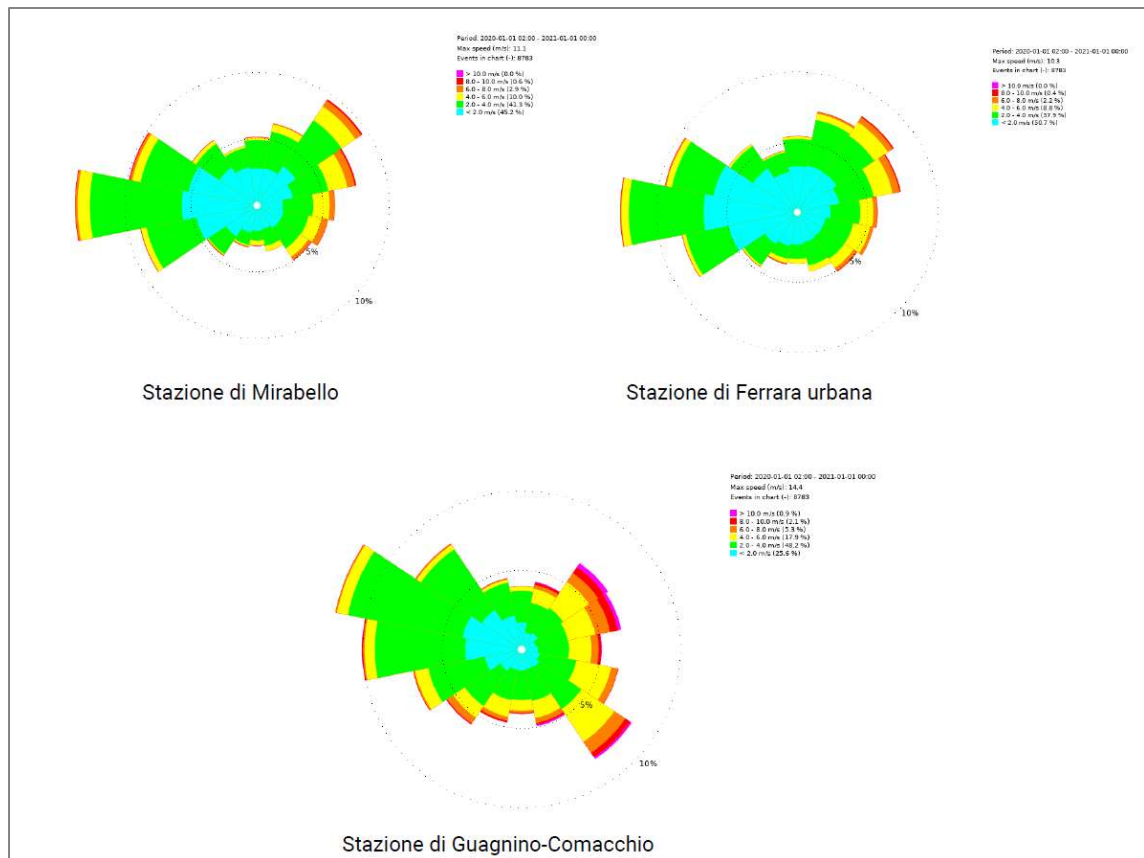 Period: 2020-01-01 02:00 - 2021-01-01 00:00
Max speed (m/s): 11.1
Events in chart (-): 8783
> 10.0 m/s (0.0 %)
8.0 - 10.0 m/s (0.6 %)
6.0 - 8.0 m/s (2.9 %)
4.0 - 6.0 m/s (10.0 %)
2.0 - 4.0 m/s (41.3 %)
< 2.0 m/s (45.2 %)
5%
10%
Stazione di Mirabello
Period: 2020-01-01 02:00 - 2021-01-01 00:00
Max speed (m/s): 10.3
Events in chart (-): 8783
> 10.0 m/s (0.0 %)
8.0 - 10.0 m/s (0.4 %)
6.0 - 8.0 m/s (2.2 %)
4.0 - 6.0 m/s (8.8 %)
2.0 - 4.0 m/s (37.9 %)
< 2.0 m/s (50.7 %)
5%
10%
Stazione di Ferrara urbana
Period: 2020-01-01 02:00 - 2021-01-01 00:00
Max speed (m/s): 14.4
Events in chart (-): 8783
> 10.0 m/s (0.9 %)
8.0 - 10.0 m/s (2.1 %)
6.0 - 8.0 m/s (5.3 %)
4.0 - 6.0 m/s (17.9 %)
2.0 - 4.0 m/s (48.2 %)
< 2.0 m/s (25.6 %)
5%
10%
Stazione di Guagnino-Comacchio